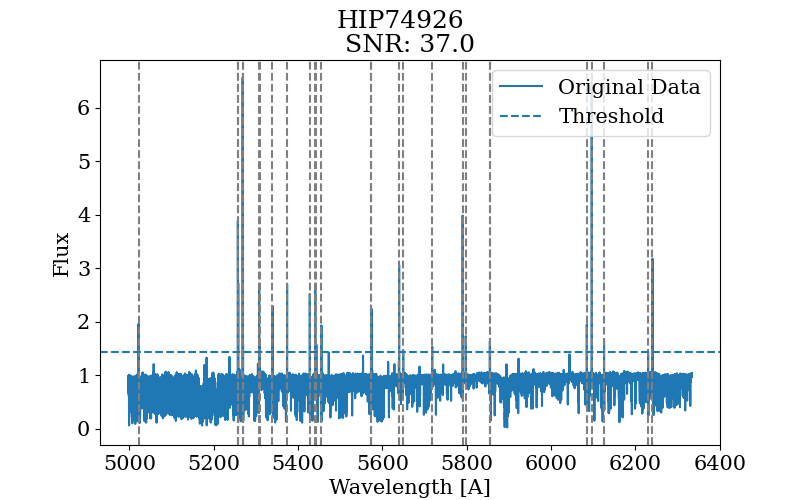 HIP74926
SNR: 37.0
Original Data
Threshold
Flux
6
5
4
3
2
1
0
5000 5200 5400 5600 5800 6000 6200 6400
Wavelength [A]